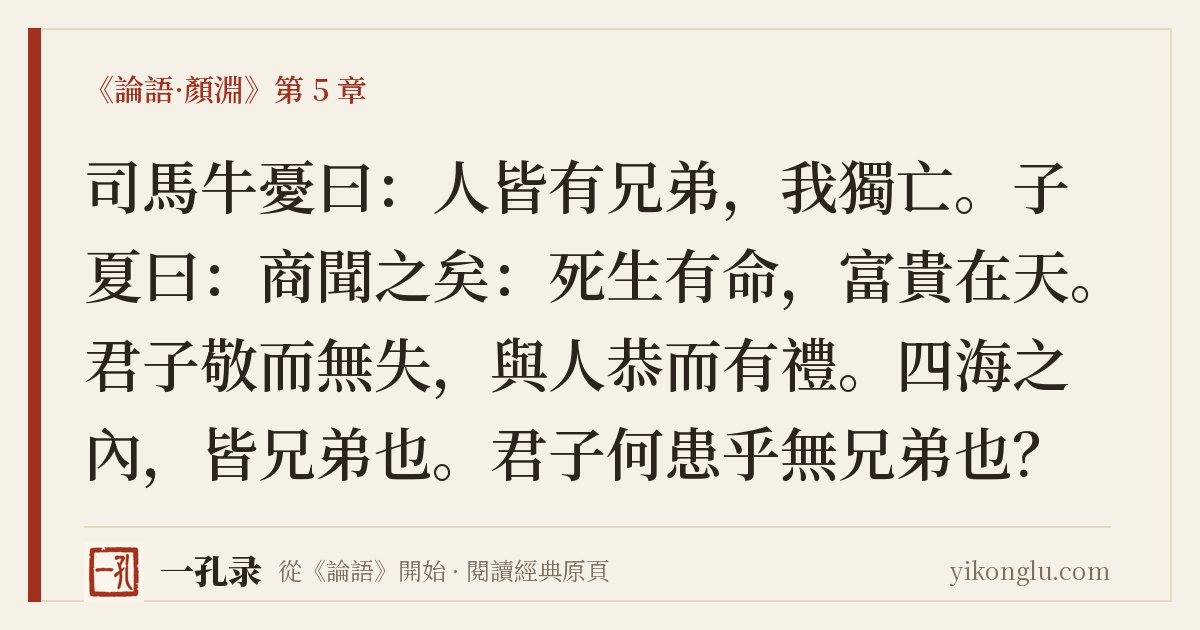 《論語·顏淵》第 5 章
司馬牛憂曰：人皆有兄弟，我獨亡。子
夏曰：商聞之矣：死生有命，富貴在天。
君子敬而無失，與人恭而有禮。四海之
內，皆兄弟也。君子何患乎無兄弟也？
一孔
一孔录 從《論語》開始 · 閱讀經典原頁
yikonglu.com